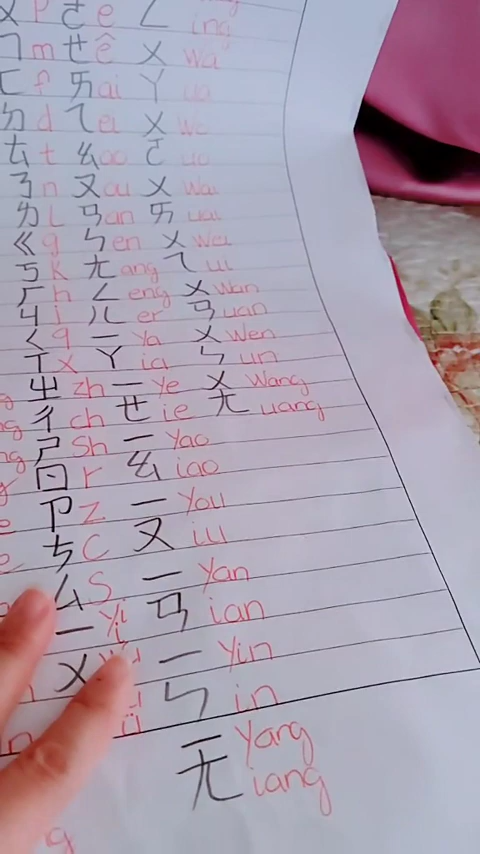 ㄆ p ㄜ e ㄥ ing
ㄇ m ㄝ ê ㄨ wa
ㄈ f ㄞ ai ㄚ ua
ㄉ d ㄟ ei ㄨ wo
ㄊ t ㄠ ao ㄛ uo
ㄋ n ㄡ ou ㄨ wai
ㄌ L ㄢ an ㄞ uai
ㄍ g ㄣ en ㄨ wei
ㄎ k ㄤ ang ㄟ ui
ㄏ h ㄥ eng ㄨ wan
ㄐ j ㄦ er ㄢ uan
ㄑ q ㄧ Ya ㄨ Wen
ㄒ x ㄚ ia ㄣ un
ㄓ zh ㄧ Ye ㄨ Wang
ㄔ ch ㄝ ie ㄤ uang
ㄕ Sh ㄧ Yao
ㄖ r ㄠ iao
ㄗ z ㄧ You
ㄘ C ㄡ iu
ㄙ S ㄧ Yan
ㄧ Yi i ㄢ ian
ㄨ ㄧ Yin
ü ㄣ in
ㄧ Yang
ㄤ iang
g